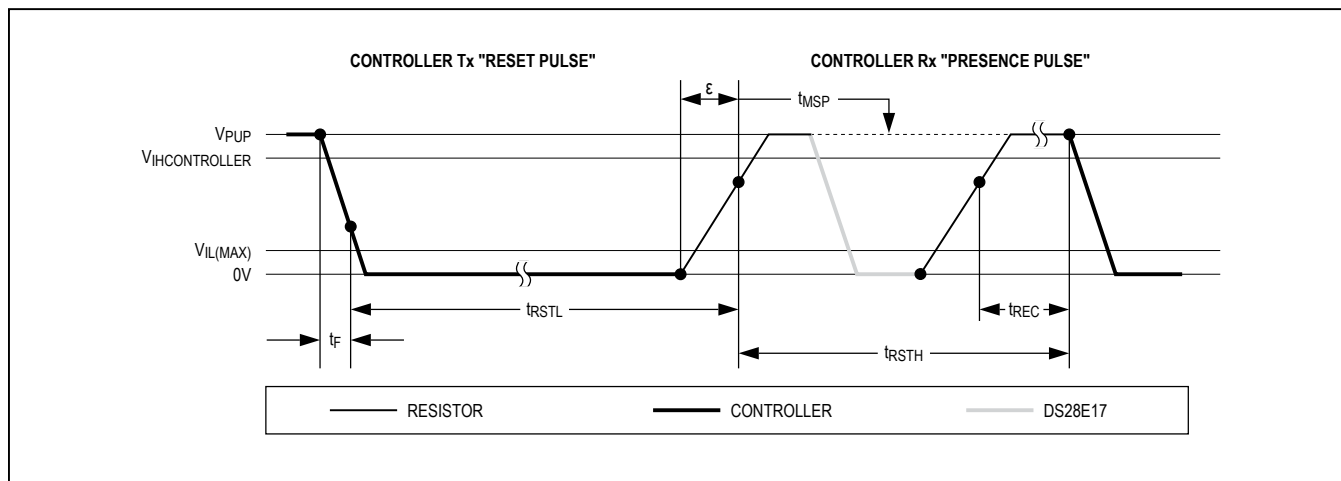 CONTROLLER Tx "RESET PULSE"
CONTROLLER Rx "PRESENCE PULSE"
ε
tMSP
VPUP
VIHCONTROLLER
VIL(MAX)
0V
tRSTL
tREC
tF
tRSTH
RESISTOR
CONTROLLER
DS28E17